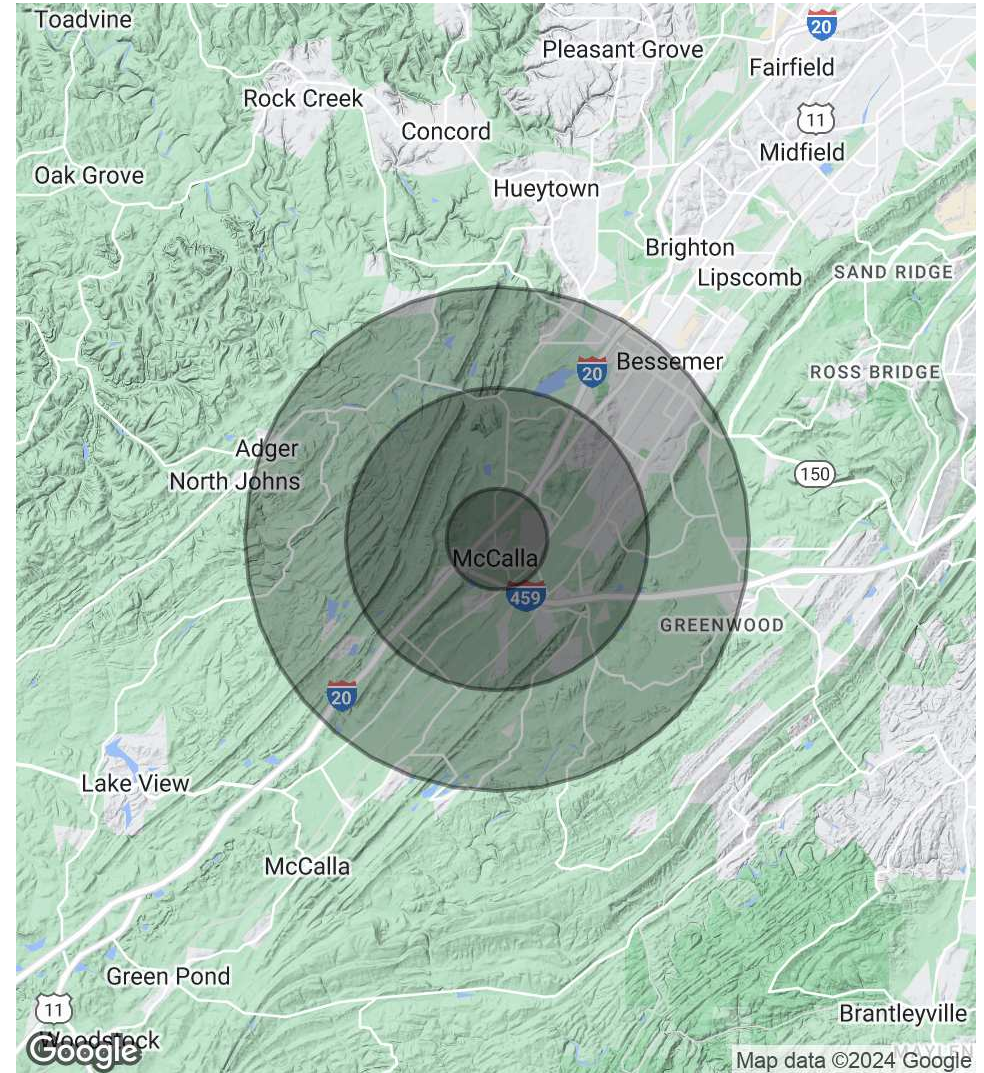 Toadvine
20
Pleasant Grove
Fairfield
Rock Creek
11
Concord
Midfield
Oak Grove
Hueytown
Brighton
SAND RIDGE
Lipscomb
Bessemer
20
ROSS BRIDGE
Adger
150
North Johns
McCalla
459
GREENWOOD
20
Lake View
McCalla
Green Pond
11
Brantleyville
Woodstock
Google
MAYLENE
Map data ©2024 Google